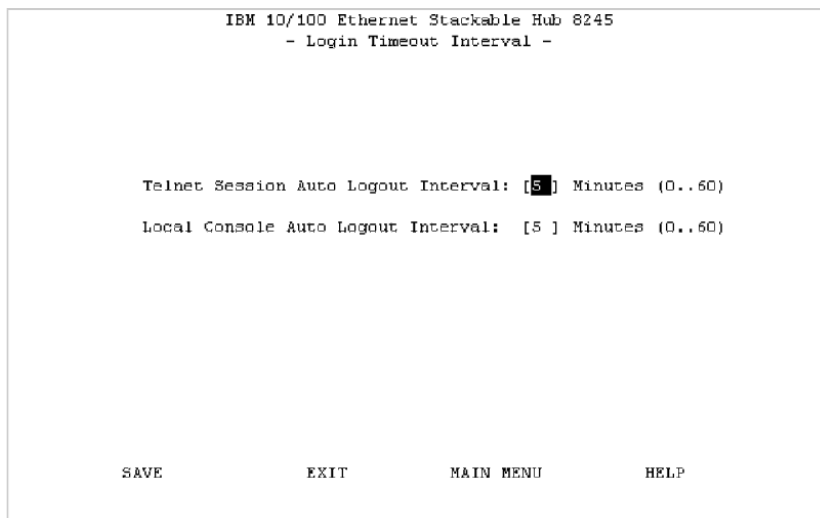 IBM 10/100 Ethernet Stackable Hub 8245
- Login Timeout Interval -
Telnet Session Auto Logout Interval: [5 ] Minutes (0..60)
Local Console Auto Logout Interval: [5 ] Minutes (0..60)
SAVE EXIT MAIN MENU HELP